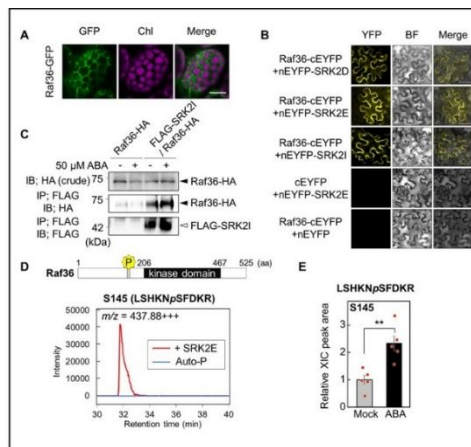 A
GFP
Chl
Merge
Raf36-GFP
B
YFP
BF
Merge
Raf36-cEYFP
+nEYFP-SRK2D
Raf36-cEYFP
+nEYFP-SRK2E
Raf36-cEYFP
+nEYFP-SRK2I
cEYFP
+nEYFP-SRK2E
Raf36-cEYFP
+nEYFP
C
Raf36-HA
FLAG-SRK2I
/ Raf36-HA
50 µM ABA
- + - +
IB; HA (crude)
75
Raf36-HA
IP; FLAG
IB; HA
75
Raf36-HA
IP; FLAG
IB; FLAG
42
(kDa)
FLAG-SRK2I
D
P
1
206
467
525
(aa)
Raf36
kinase domain
S145 (LSHKNpSFDKR)
m/z = 437.88+++
Intensity
50000
40000
30000
20000
10000
0
+ SRK2E
Auto-P
30 32 34 36 38 40
Retention time (min)
E
LSHKNpSFDKR
S145
**
Relative XIC peak area
3
2
1
0
Mock
ABA